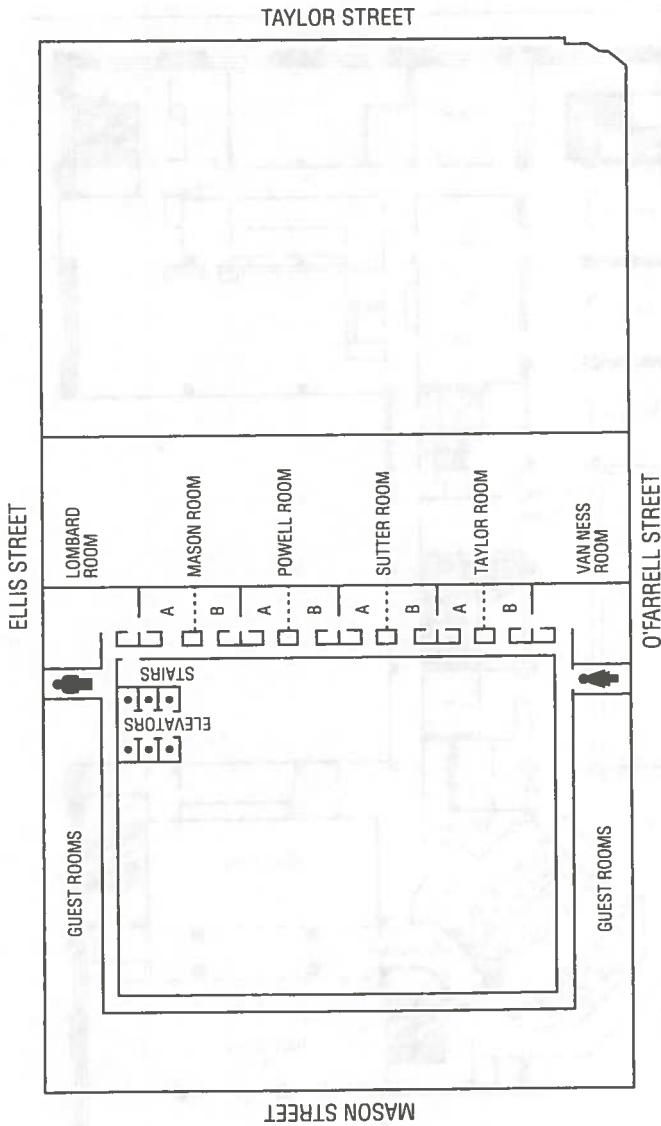 TAYLOR STREET
ELLIS STREET
LOMBARD
ROOM
MASON ROOM
POWELL ROOM
SUTTER ROOM
TAYLOR ROOM
VAN NESS
ROOM
O'FARRELL STREET
A
B
A
B
A
B
A
B
STAIRS
ELEVATORS
GUEST ROOMS
GUEST ROOMS
MASON STREET